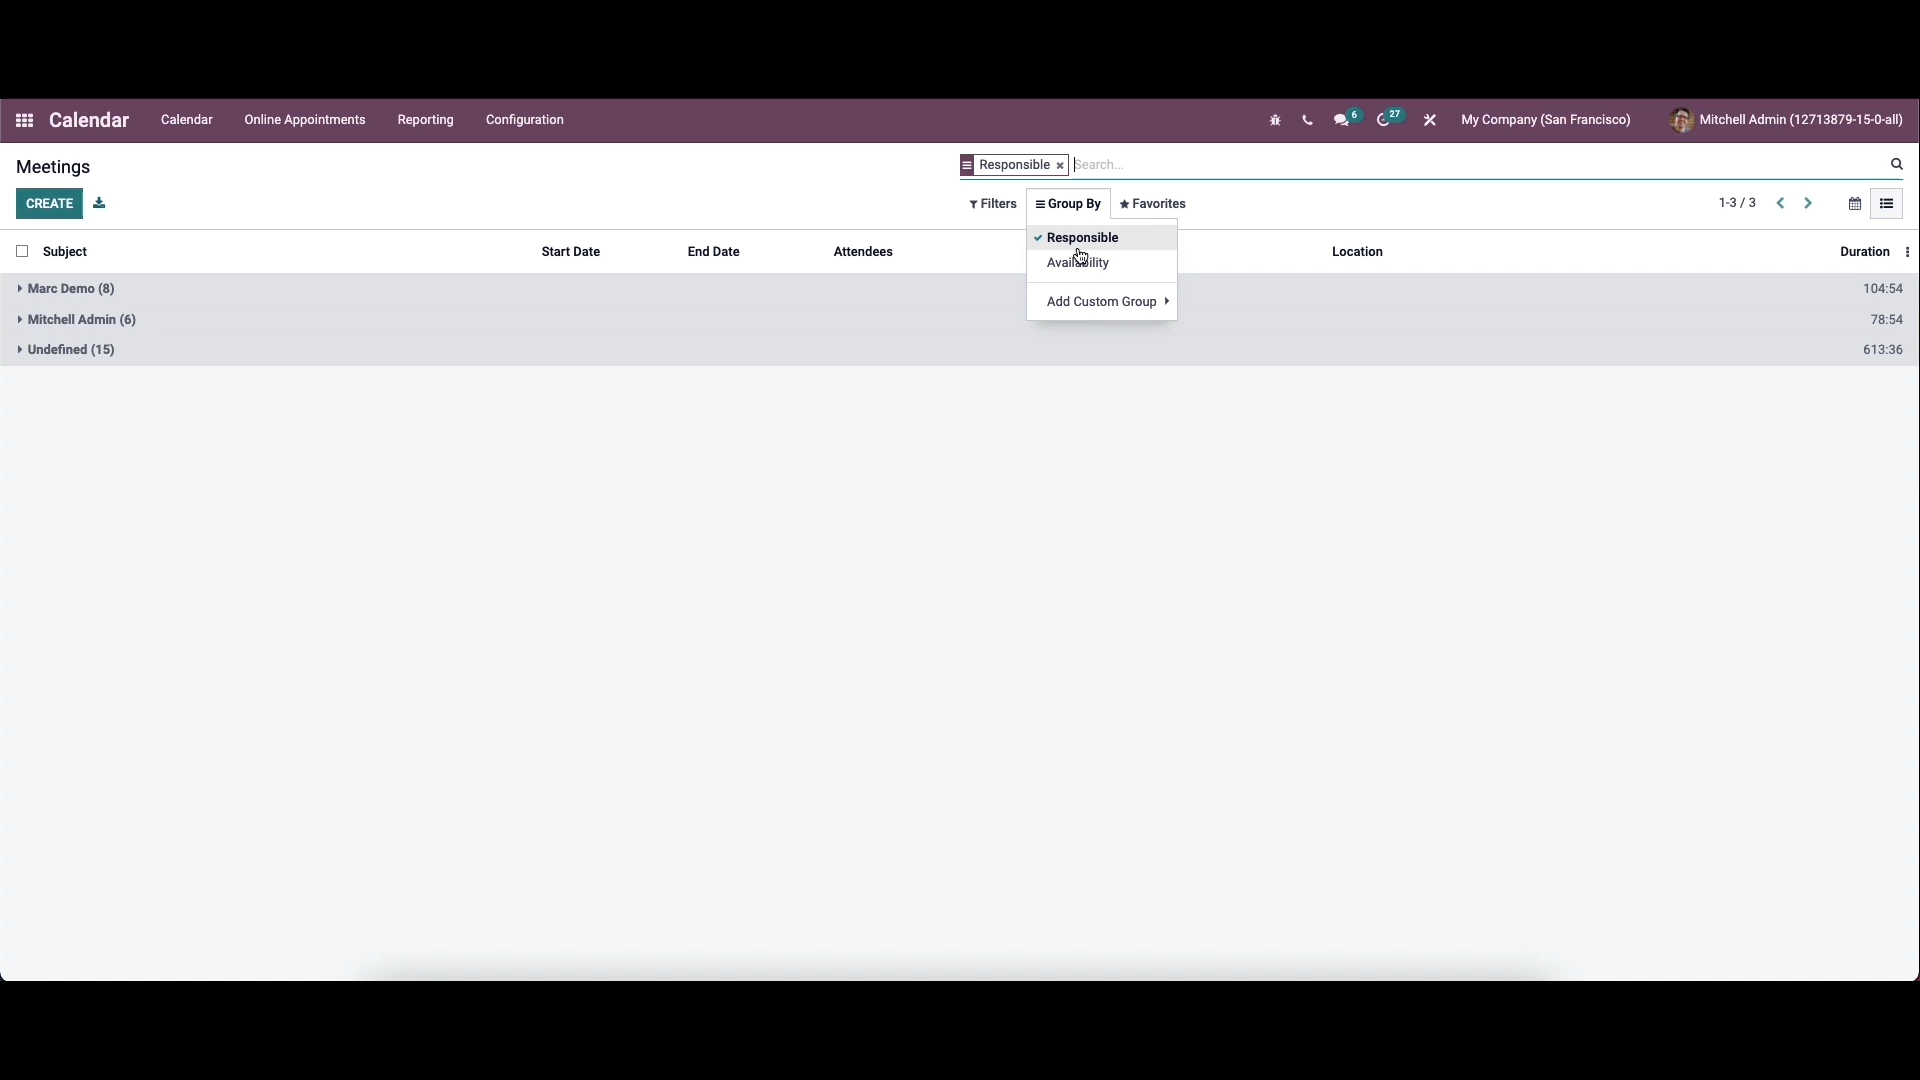 Calendar Calendar Online Appointments Reporting Configuration 6 27 My Company (San Francisco) Mitchell Admin (12713879-15-0-all)
Meetings Responsible Search...
CREATE Filters Group By Favorites 1-3 / 3
Responsible
Subject Start Date End Date Attendees Location Duration
Availability
Marc Demo (8) 104:54
Add Custom Group
Mitchell Admin (6) 78:54
Undefined (15) 613:36